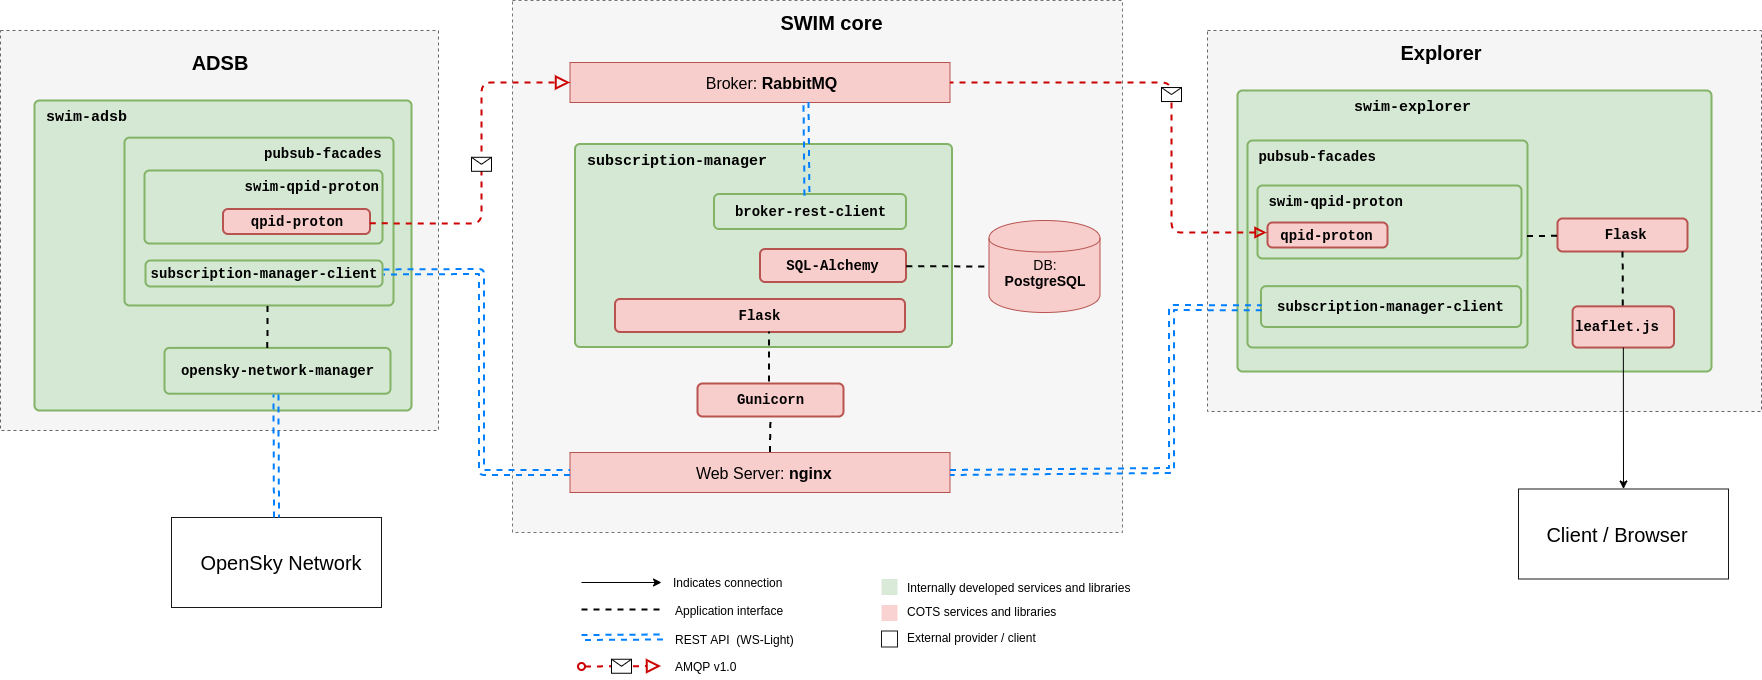 SWIM core
ADSB
Explorer
Broker: RabbitMQ
swim-adsb
pubsub-facades
swim-qpid-proton
qpid-proton
subscription-manager-client
opensky-network-manager
OpenSky Network
subscription-manager
broker-rest-client
SQL-Alchemy
Flask
DB:
PostgreSQL
Gunicorn
Web Server: nginx
swim-explorer
pubsub-facades
swim-qpid-proton
qpid-proton
Flask
subscription-manager-client
leaflet.js
Client / Browser
Indicates connection
Application interface
REST API (WS-Light)
AMQP v1.0
Internally developed services and libraries
COTS services and libraries
External provider / client